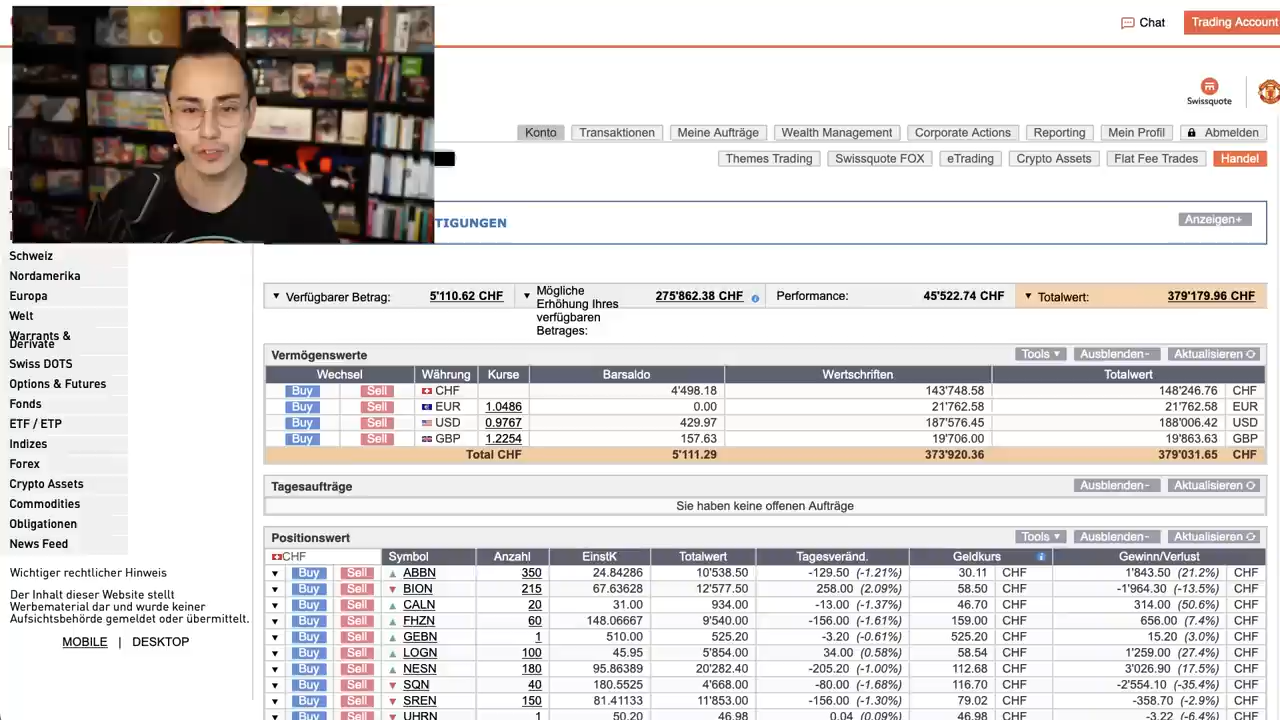 Chat
Trading Account
Swissquote
Konto Transaktionen Meine Aufträge Wealth Management Corporate Actions Reporting Mein Profil Abmelden
Themes Trading Swissquote FOX eTrading Crypto Assets Flat Fee Trades Handel
TIGUNGEN
Anzeigen+
Schweiz
Nordamerika
Europa
Welt
Warrants &
Derivate
Swiss DOTS
Options & Futures
Fonds
ETF / ETP
Indizes
Forex
Crypto Assets
Commodities
Obligationen
News Feed
Wichtiger rechtlicher Hinweis
Der Inhalt dieser Website stellt
Werbematerial dar und wurde keiner
Aufsichtsbehörde gemeldet oder übermittelt.
MOBILE | DESKTOP
Verfügbarer Betrag: 5'110.62 CHF
Mögliche
Erhöhung Ihres
verfügbaren
Betrages:
275'862.38 CHF
Performance: 45'522.74 CHF
Totalwert: 379'179.96 CHF
Vermögenswerte Tools Ausblenden- Aktualisieren
Wechsel Währung Kurse Barsaldo Wertschriften Totalwert
Buy Sell CHF 4'498.18 143'748.58 148'246.76 CHF
Buy Sell EUR 1.0486 0.00 21'762.58 21'762.58 EUR
Buy Sell USD 0.9767 429.97 187'576.45 188'006.42 USD
Buy Sell GBP 1.2254 157.63 19'706.00 19'863.63 GBP
Total CHF 5'111.29 373'920.36 379'031.65 CHF
Tagesaufträge Ausblenden- Aktualisieren
Sie haben keine offenen Aufträge
Positionswert Tools Ausblenden- Aktualisieren
CHF Symbol Anzahl EinstK Totalwert Tagesveränd. Geldkurs Gewinn/Verlust
Buy Sell ABBN 350 24.84286 10'538.50 -129.50 (-1.21%) 30.11 CHF 1'843.50 (21.2%) CHF
Buy Sell BION 215 67.63628 12'577.50 258.00 (2.09%) 58.50 CHF -1'964.30 (-13.5%) CHF
Buy Sell CALN 20 31.00 934.00 -13.00 (-1.37%) 46.70 CHF 314.00 (50.6%) CHF
Buy Sell FHZN 60 148.06667 9'540.00 -156.00 (-1.61%) 159.00 CHF 656.00 (7.4%) CHF
Buy Sell GEBN 1 510.00 525.20 -3.20 (-0.61%) 525.20 CHF 15.20 (3.0%) CHF
Buy Sell LOGN 100 45.95 5'854.00 34.00 (0.58%) 58.54 CHF 1'259.00 (27.4%) CHF
Buy Sell NESN 180 95.86389 20'282.40 -205.20 (-1.00%) 112.68 CHF 3'026.90 (17.5%) CHF
Buy Sell SQN 40 180.5525 4'668.00 -80.00 (-1.68%) 116.70 CHF -2'554.10 (-35.4%) CHF
Buy Sell SREN 150 81.41133 11'853.00 -156.00 (-1.30%) 79.02 CHF -358.70 (-2.9%) CHF
Buy Sell UHRN 1 50.20 46.98 0.04 (0.09%) 46.98 CHF -3.22 (-6.4%) CHF